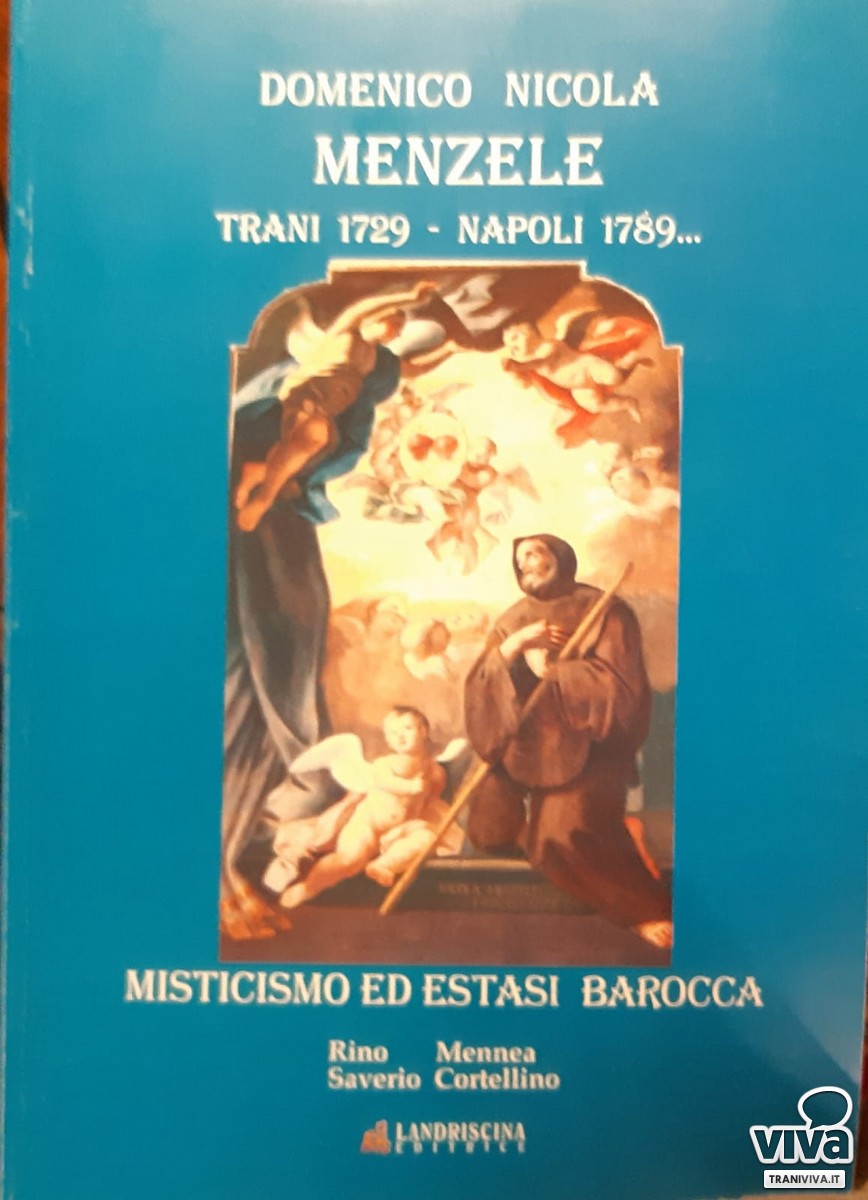 DOMENICO NICOLA
MENZELE
TRANI 1729 - NAPOLI 1789...
MISTICISMO ED ESTASI BAROCCA
Rino Mennea
Saverio Cortellino
LANDRISCINA
EDITRICE
viva
TRANIVIVA.IT